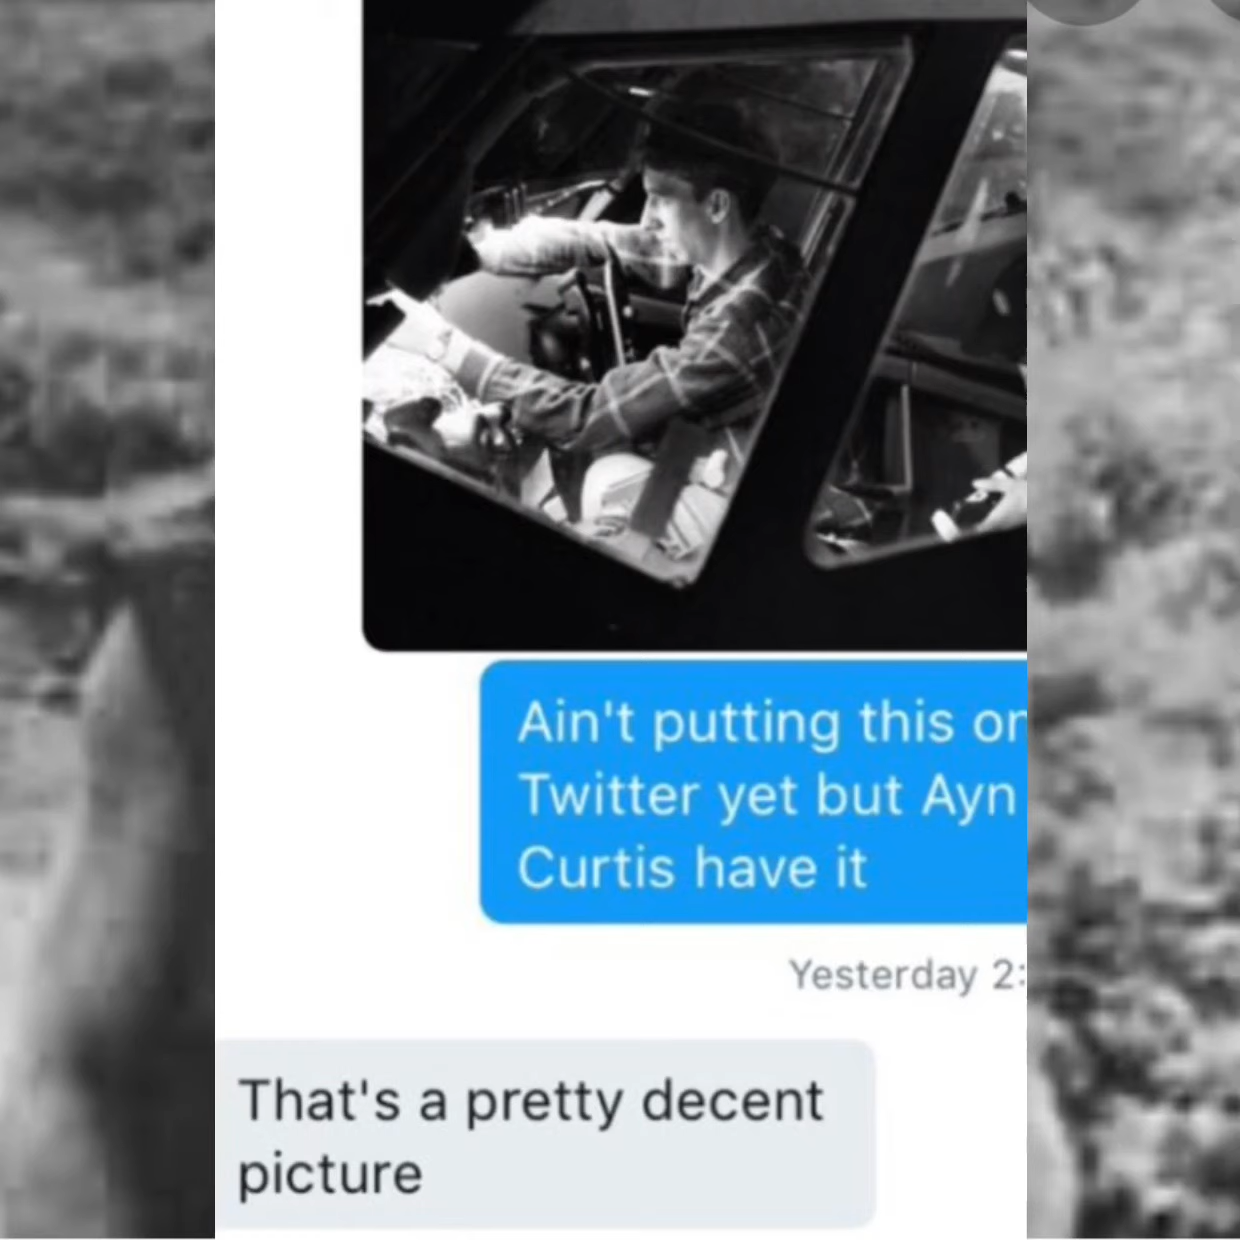 Ain't putting this on
Twitter yet but Ayn
Curtis have it
Yesterday 2:
That's a pretty decent
picture